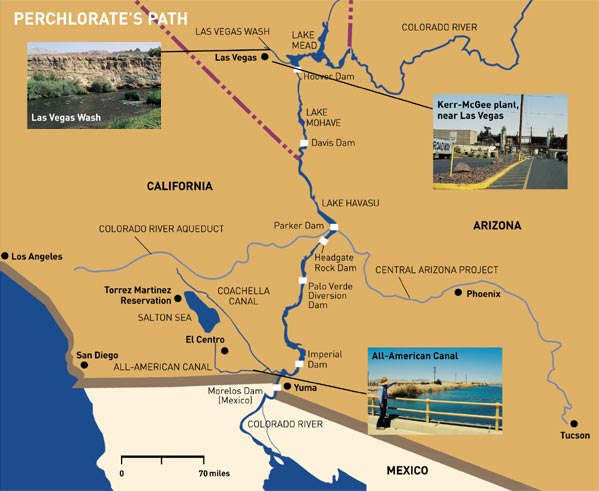 PERCHLORATE'S PATH
LAS VEGAS WASH
LAKE
MEAD
COLORADO RIVER
Las Vegas
Hoover Dam
Las Vegas Wash
Kerr-McGee plant,
near Las Vegas
ROADWAY
LAKE
MOHAVE
Davis Dam
CALIFORNIA
LAKE HAVASU
Parker Dam
ARIZONA
COLORADO RIVER AQUEDUCT
Los Angeles
Headgate
Rock Dam
CENTRAL ARIZONA PROJECT
Torrez Martinez
Reservation
COACHELLA
CANAL
Palo Verde
Diversion
Dam
Phoenix
SALTON SEA
El Centro
San Diego
ALL-AMERICAN CANAL
Imperial
Dam
All-American Canal
Morelos Dam
(Mexico)
Yuma
COLORADO RIVER
Tucson
0
70 miles
MEXICO